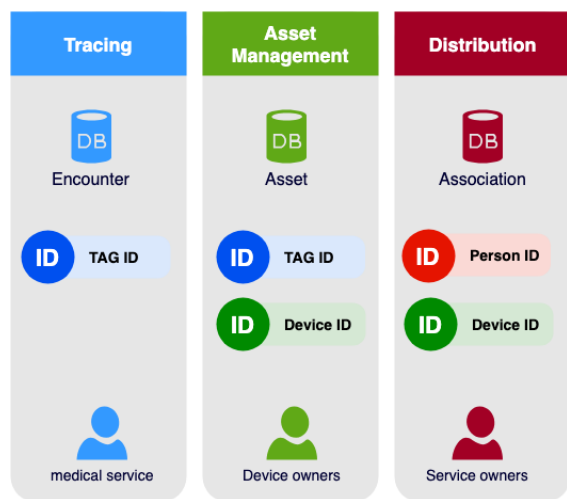 Tracing
DB
Encounter
ID TAG ID
medical service
Asset
Management
DB
Asset
ID TAG ID
ID Device ID
Device owners
Distribution
DB
Association
ID Person ID
ID Device ID
Service owners